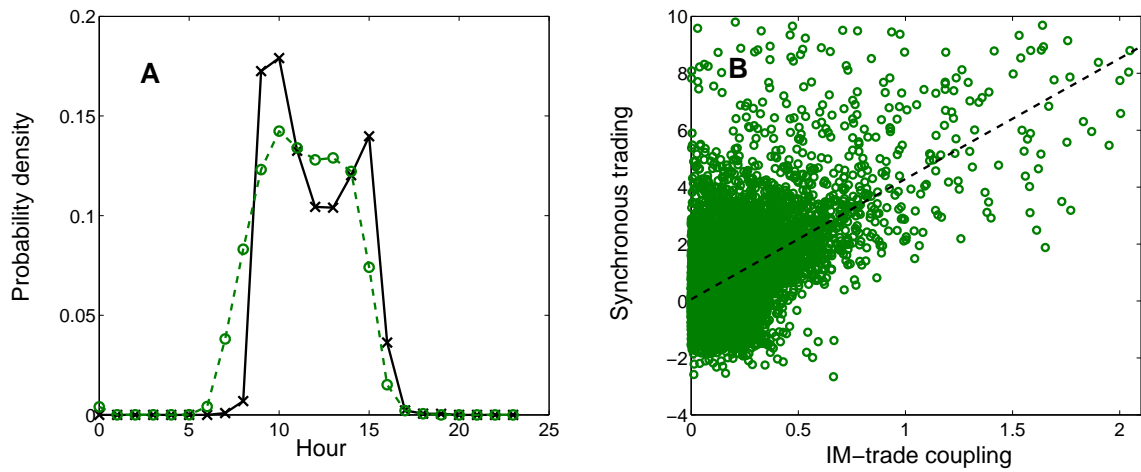 A
Probability density
0.2
0.15
0.1
0.05
0
0 5 10 15 20 25
Hour
B
Synchronous trading
10
8
6
4
2
0
−2
−4
0 0.5 1 1.5 2
IM−trade coupling